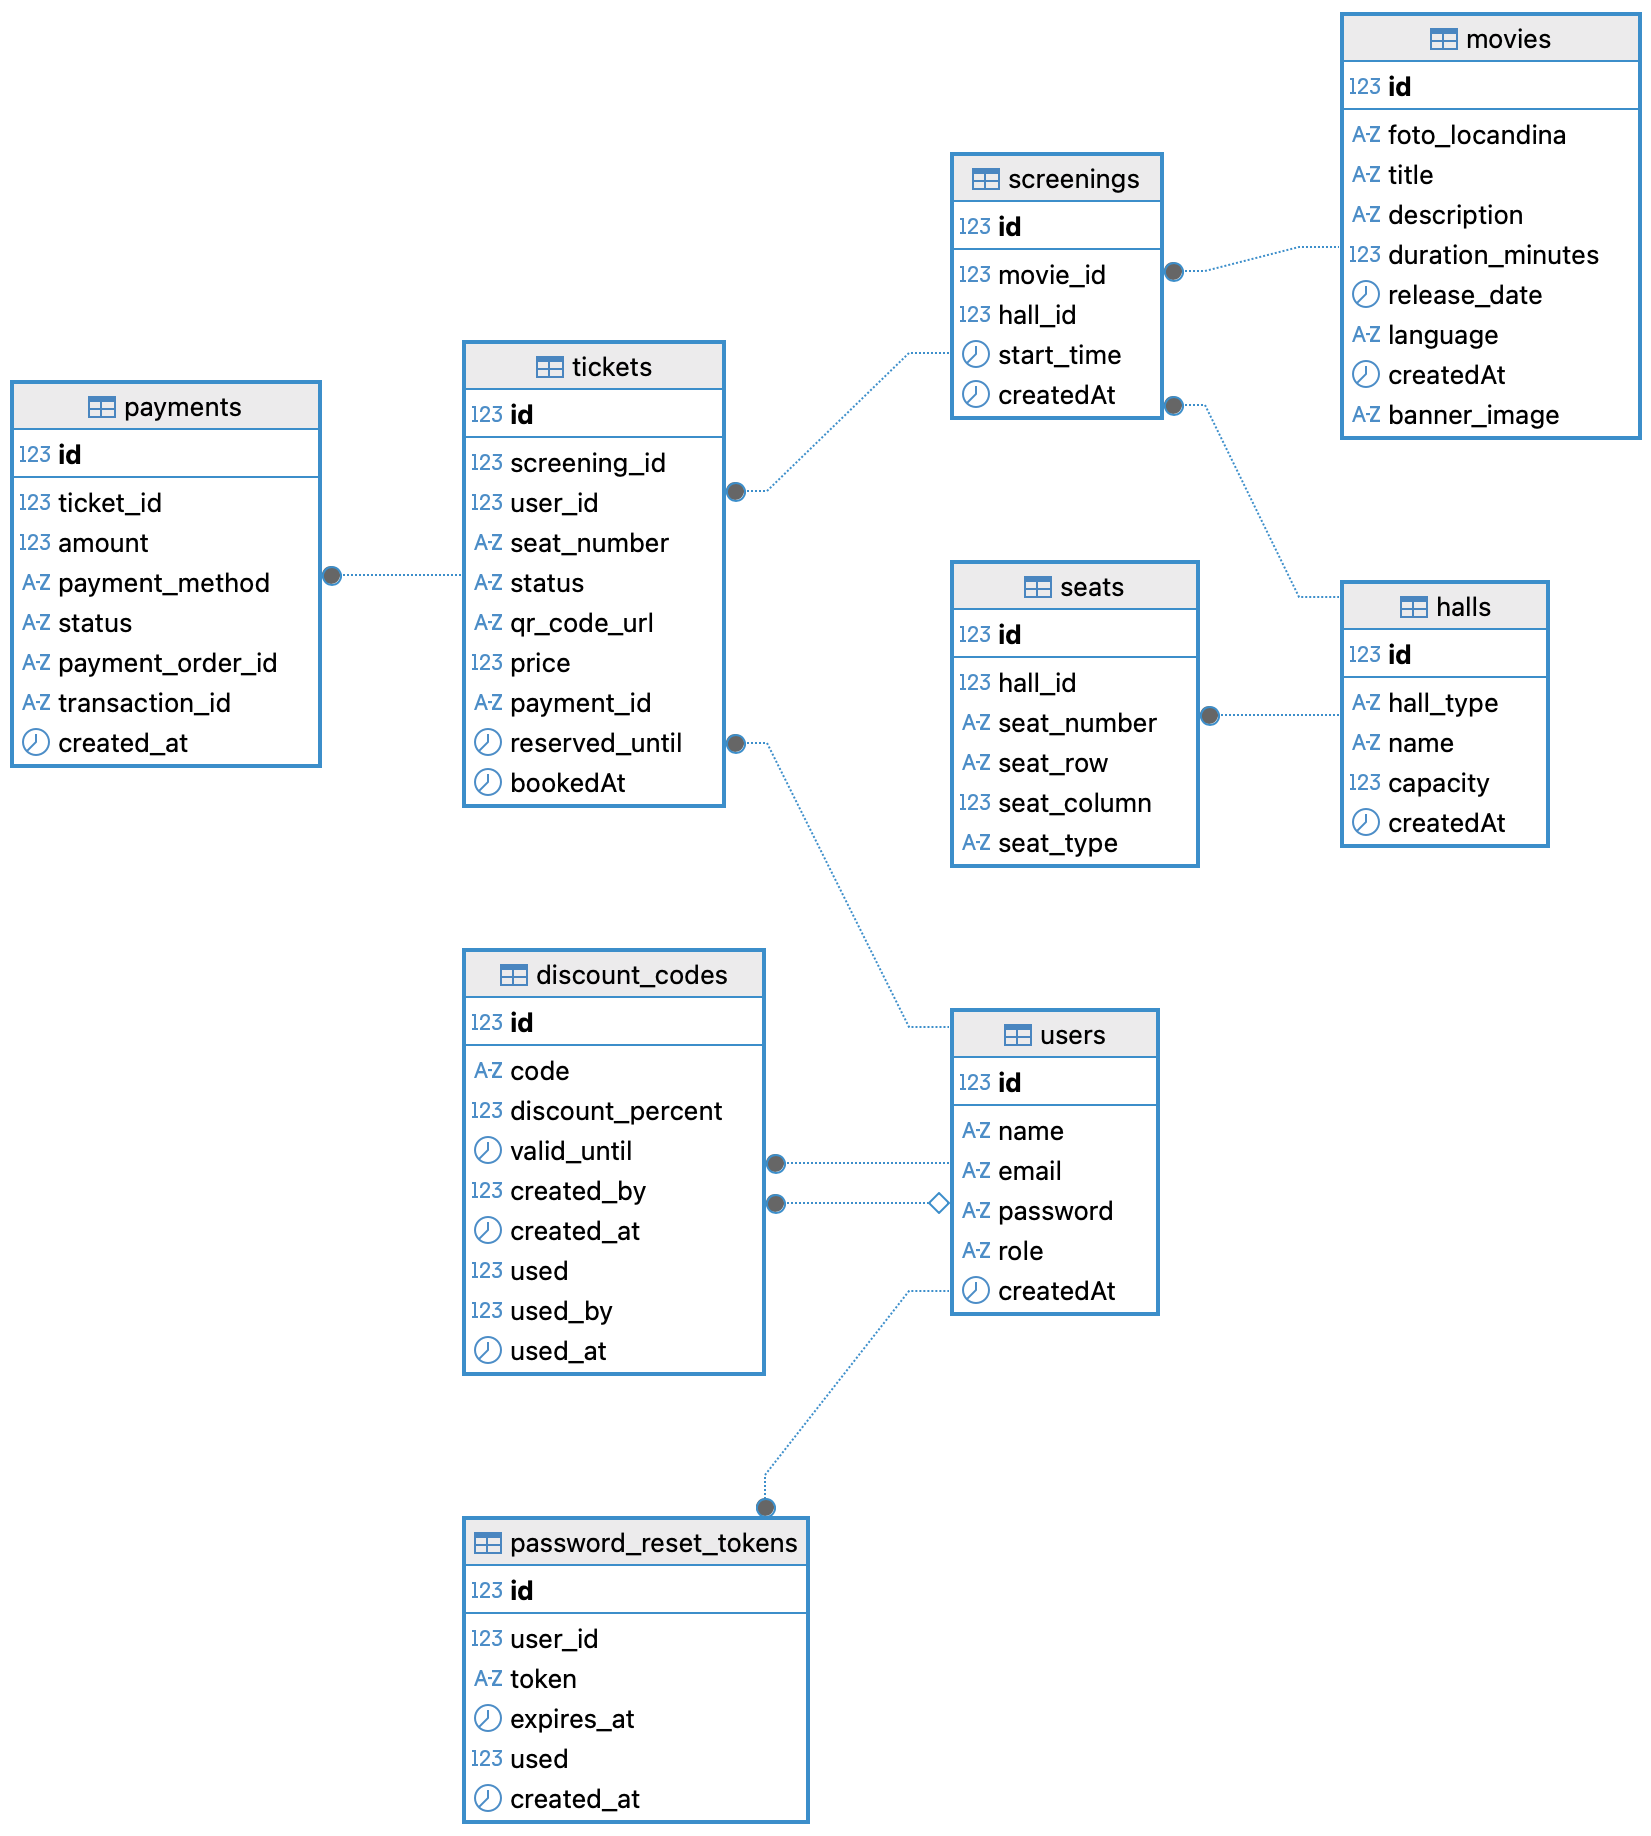 movies
123 id
A-Z foto_locandina
A-Z title
A-Z description
123 duration_minutes
release_date
A-Z language
createdAt
A-Z banner_image
screenings
123 id
123 movie_id
123 hall_id
start_time
createdAt
tickets
123 id
123 screening_id
123 user_id
A-Z seat_number
A-Z status
A-Z qr_code_url
123 price
A-Z payment_id
reserved_until
bookedAt
payments
123 id
123 ticket_id
123 amount
A-Z payment_method
A-Z status
A-Z payment_order_id
A-Z transaction_id
created_at
seats
123 id
123 hall_id
A-Z seat_number
A-Z seat_row
123 seat_column
A-Z seat_type
halls
123 id
A-Z hall_type
A-Z name
123 capacity
createdAt
discount_codes
123 id
A-Z code
123 discount_percent
valid_until
123 created_by
created_at
123 used
123 used_by
used_at
users
123 id
A-Z name
A-Z email
A-Z password
A-Z role
createdAt
password_reset_tokens
123 id
123 user_id
A-Z token
expires_at
123 used
created_at